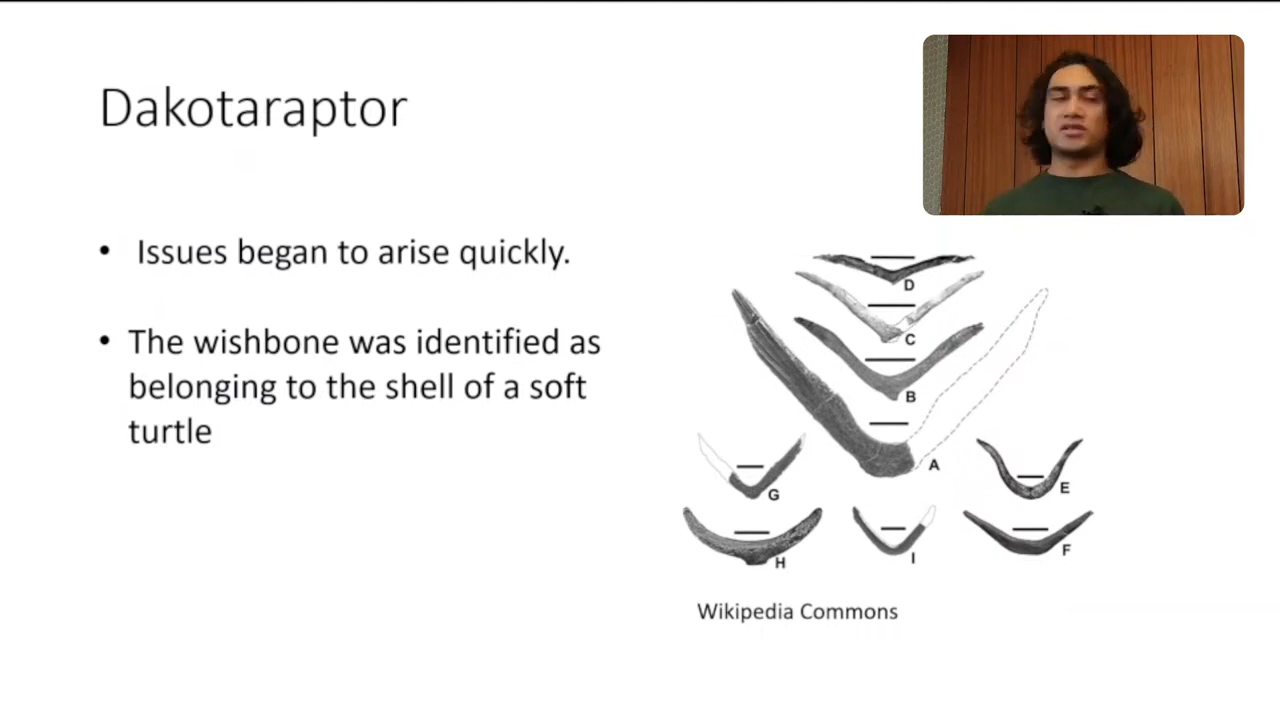 Dakotaraptor
• Issues began to arise quickly.
• The wishbone was identified as
belonging to the shell of a soft
turtle
D
C
B
A
G
E
H
I
F
Wikipedia Commons